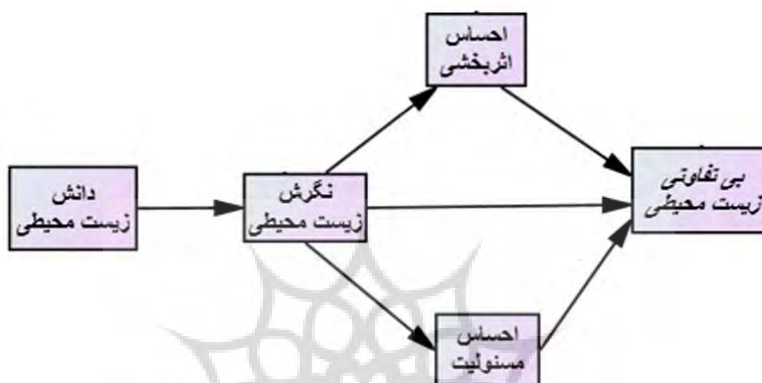 احساس
اثربخشی
دانش
زیست محیطی
نگرش
زیست محیطی
بی تفاوتی
زیست محیطی
احساس
مسئولیت